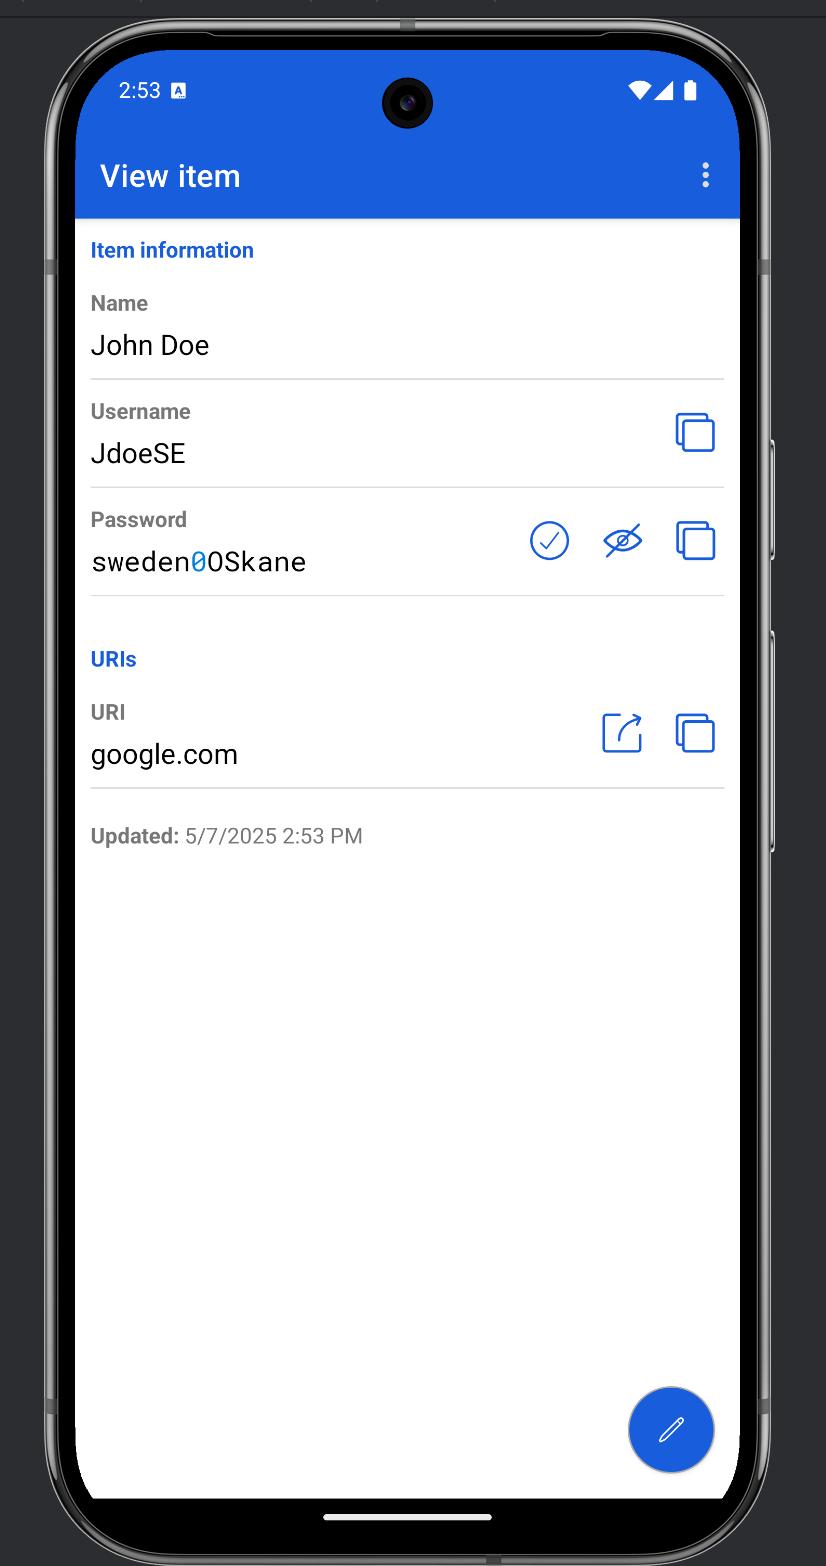 2:53
View item
Item information
Name
John Doe
Username
JdoeSE
Password
sweden0OSkane
URIs
URI
google.com
Updated: 5/7/2025 2:53 PM